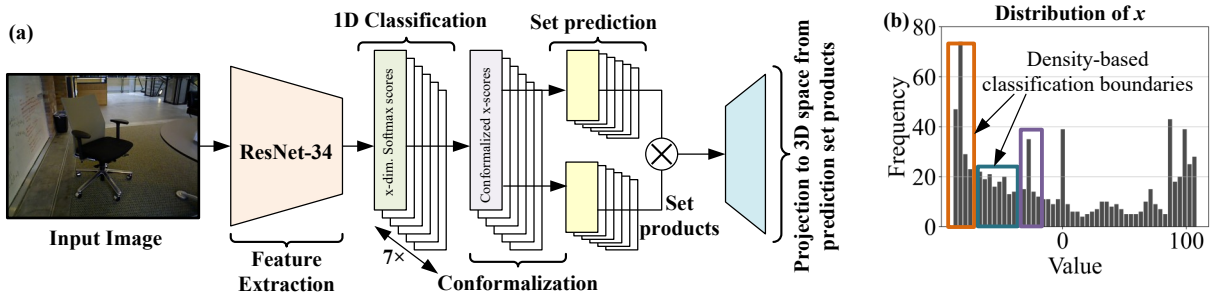 (a)
1D Classification
Set prediction
ResNet-34
x-dim. Softmax scores
Conformalized x-scores
Set
products
Input Image
Feature
Extraction
7×
Conformalization
Projection to 3D space from
prediction set products
(b)
Distribution of x
Density-based
classification boundaries
Frequency
80
60
40
20
0
0
100
Value